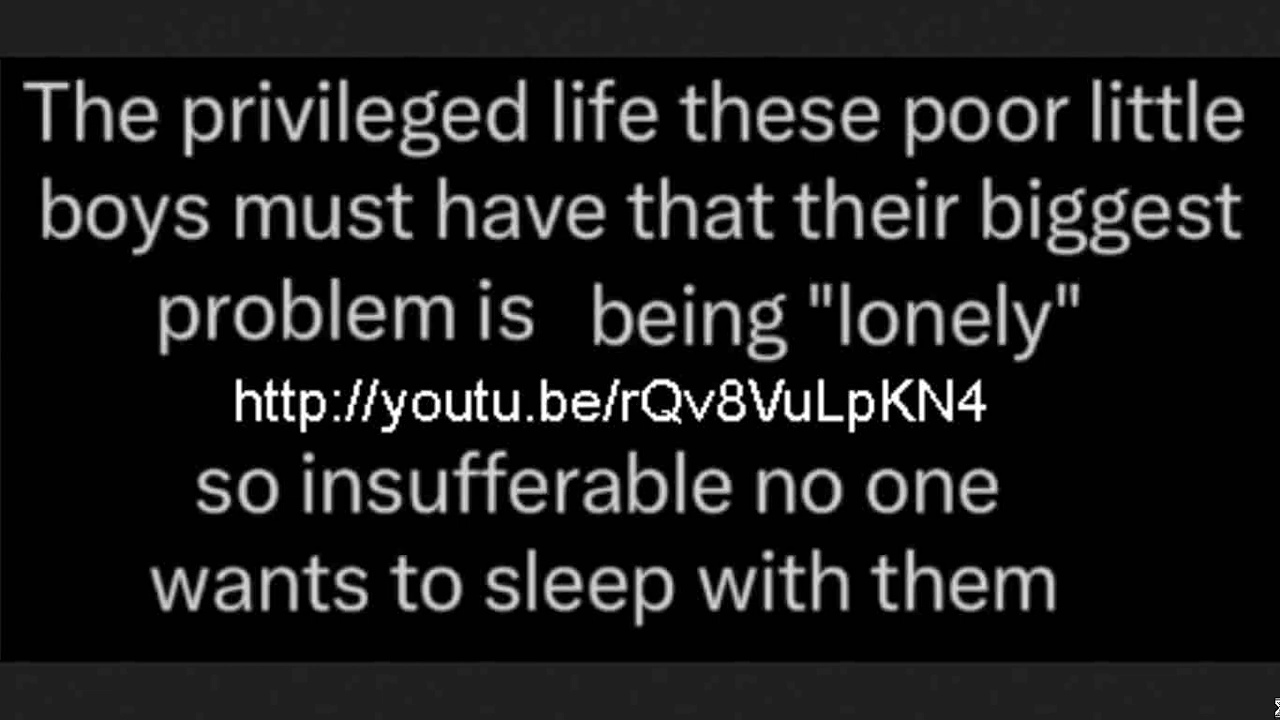 The privileged life these poor little
boys must have that their biggest
problem is being "lonely"
http://youtu.be/rQv8VuLpKN4
so insufferable no one
wants to sleep with them